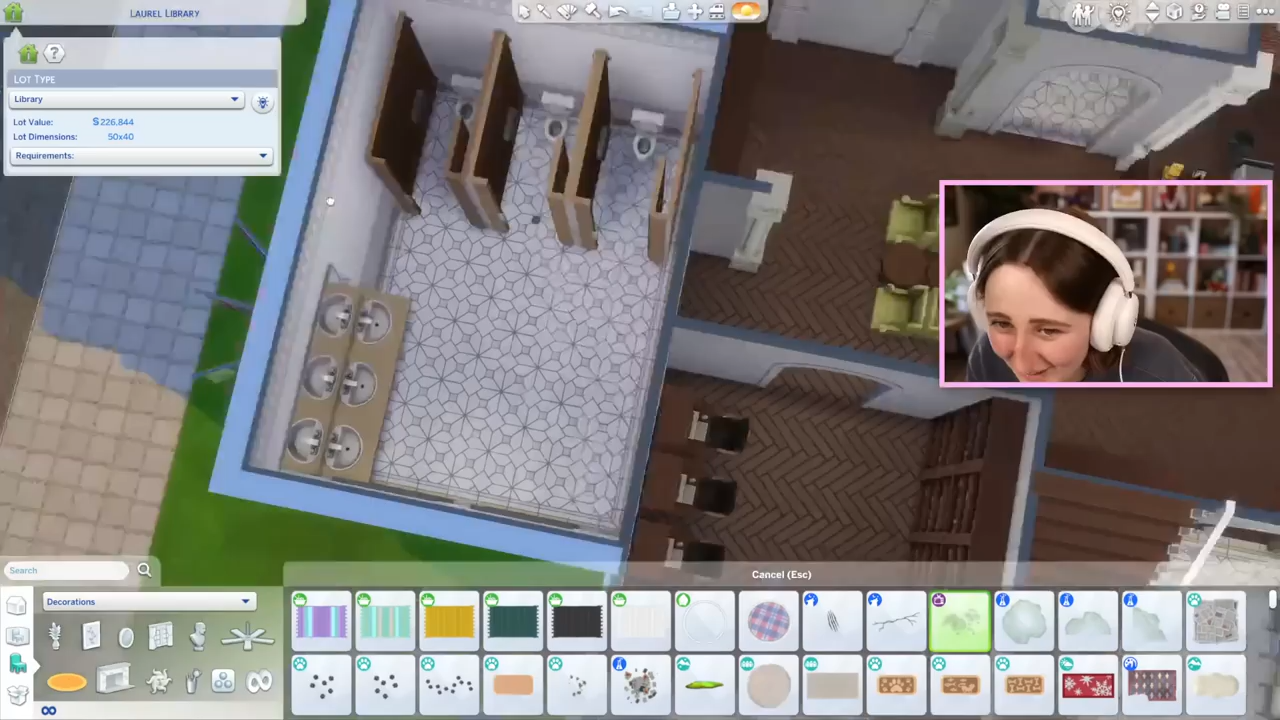 LAUREL LIBRARY
LOT TYPE
Library
Lot Value: §226,844
Lot Dimensions: 50x40
Requirements:
Cancel (Esc)
Search
Decorations